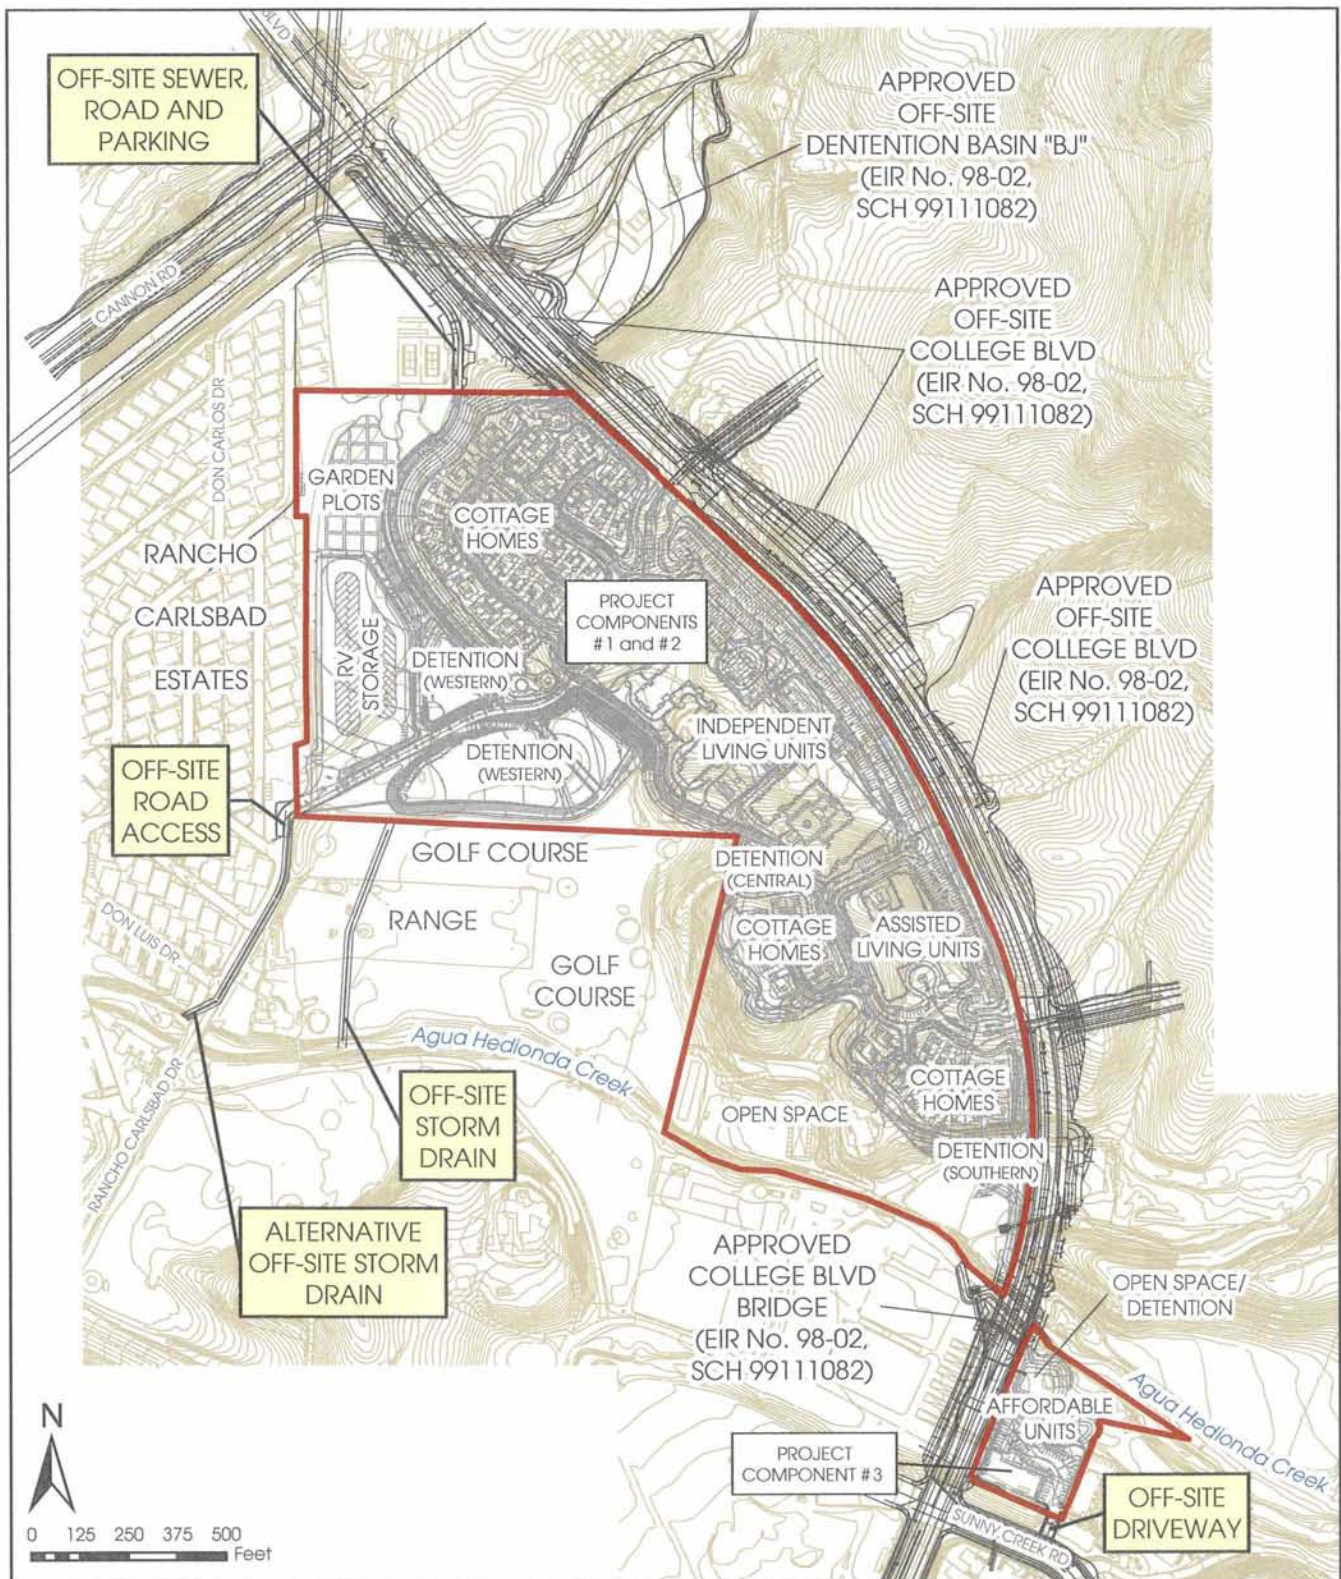 BLVD
OFF-SITE SEWER,
ROAD AND
PARKING
APPROVED
OFF-SITE
DENTENTION BASIN "BJ"
(EIR No. 98-02,
SCH 99111082)
CANNON RD
APPROVED
OFF-SITE
COLLEGE BLVD
(EIR No. 98-02,
SCH 99111082)
DON CARLOS DR
GARDEN
PLOTS
COTTAGE
HOMES
RANCHO
CARLSBAD
ESTATES
PROJECT
COMPONENTS
#1 and #2
APPROVED
OFF-SITE
COLLEGE BLVD
(EIR No. 98-02,
SCH 99111082)
RV
STORAGE
DETENTION
(WESTERN)
INDEPENDENT
LIVING UNITS
DETENTION
(WESTERN)
OFF-SITE
ROAD
ACCESS
GOLF COURSE
DETENTION
(CENTRAL)
RANGE
COTTAGE
HOMES
ASSISTED
LIVING UNITS
DON LUIS DR
GOLF
COURSE
Agua Hedionda Creek
COTTAGE
HOMES
OFF-SITE
STORM
DRAIN
OPEN SPACE
DETENTION
(SOUTHERN)
RANCHO CARLSBAD DR
ALTERNATIVE
OFF-SITE STORM
DRAIN
APPROVED
COLLEGE BLVD
BRIDGE
(EIR No. 98-02,
SCH 99111082)
OPEN SPACE/
DETENTION
AFFORDABLE
UNITS
Agua Hedionda Creek
PROJECT
COMPONENT #3
OFF-SITE
DRIVEWAY
SUNNY CREEK RD
N
0 125 250 375 500
Feet